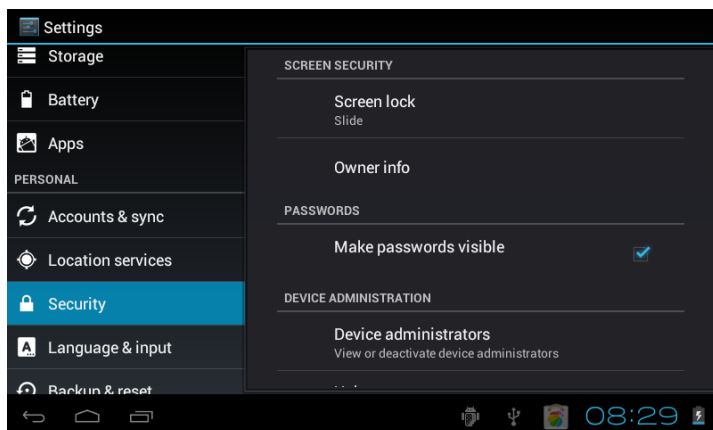 Settings
Storage
Battery
Apps
PERSONAL
Accounts & sync
Location services
Security
Language & input
Backup & reset
SCREEN SECURITY
Screen lock
Slide
Owner info
PASSWORDS
Make passwords visible
DEVICE ADMINISTRATION
Device administrators
View or deactivate device administrators
08:29